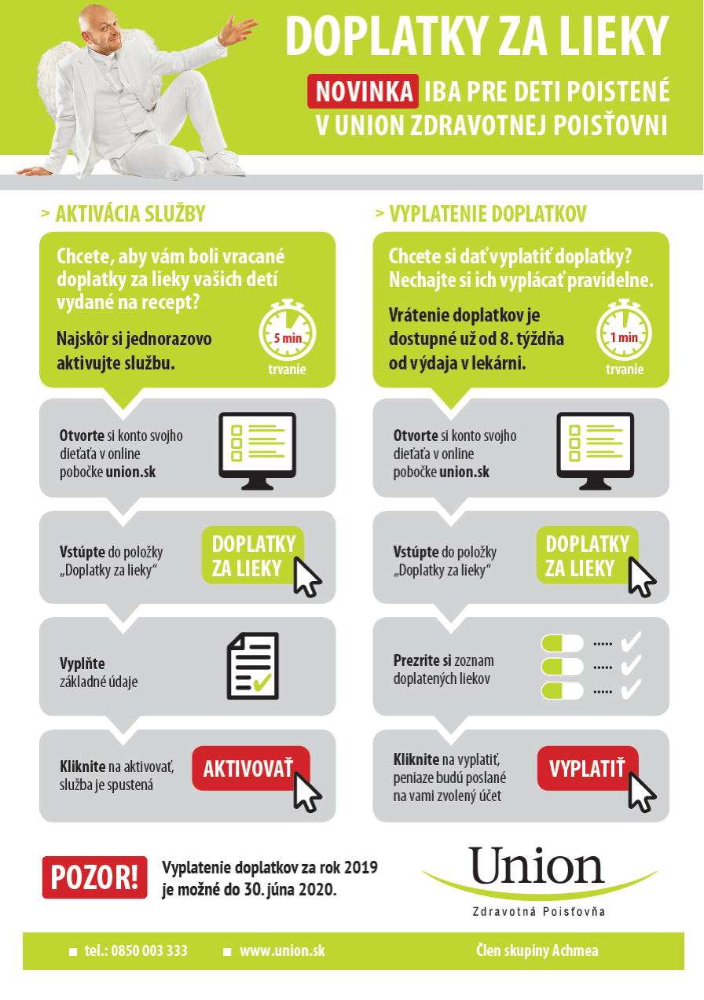 DOPLATKY ZA LIEKY
NOVINKA IBA PRE DETI POISTENÉ
V UNION ZDRAVOTNEJ POISŤOVNI
> AKTIVÁCIA SLUŽBY
Chcete, aby vám boli vracané
doplatky za lieky vašich detí
vydané na recept?
Najskôr si jednorazovo
aktivujte službu.
5 min
trvanie
Otvorte si konto svojho
dieťaťa v online
pobočke union.sk
Vstúpte do položky
„Doplatky za lieky“
DOPLATKY
ZA LIEKY
Vyplňte
základné údaje
Kliknite na aktivovať,
služba je spustená
AKTIVOVAŤ
> VYPLATENIE DOPLATKOV
Chcete si dať vyplatiť doplatky?
Nechajte si ich vyplácať pravidelne.
Vrátenie doplatkov je
dostupné už od 8. týždňa
od výdaja v lekárni.
1 min
trvanie
Otvorte si konto svojho
dieťaťa v online
pobočke union.sk
Vstúpte do položky
„Doplatky za lieky“
DOPLATKY
ZA LIEKY
Prezrite si zoznam
doplatených liekov
Kliknite na vyplatiť,
peniaze budú poslané
na vami zvolený účet
VYPLATIŤ
POZOR!
Vyplatenie doplatkov za rok 2019
je možné do 30. júna 2020.
Union
Zdravotná Poisťovňa
tel.: 0850 003 333
www.union.sk
Člen skupiny Achmea